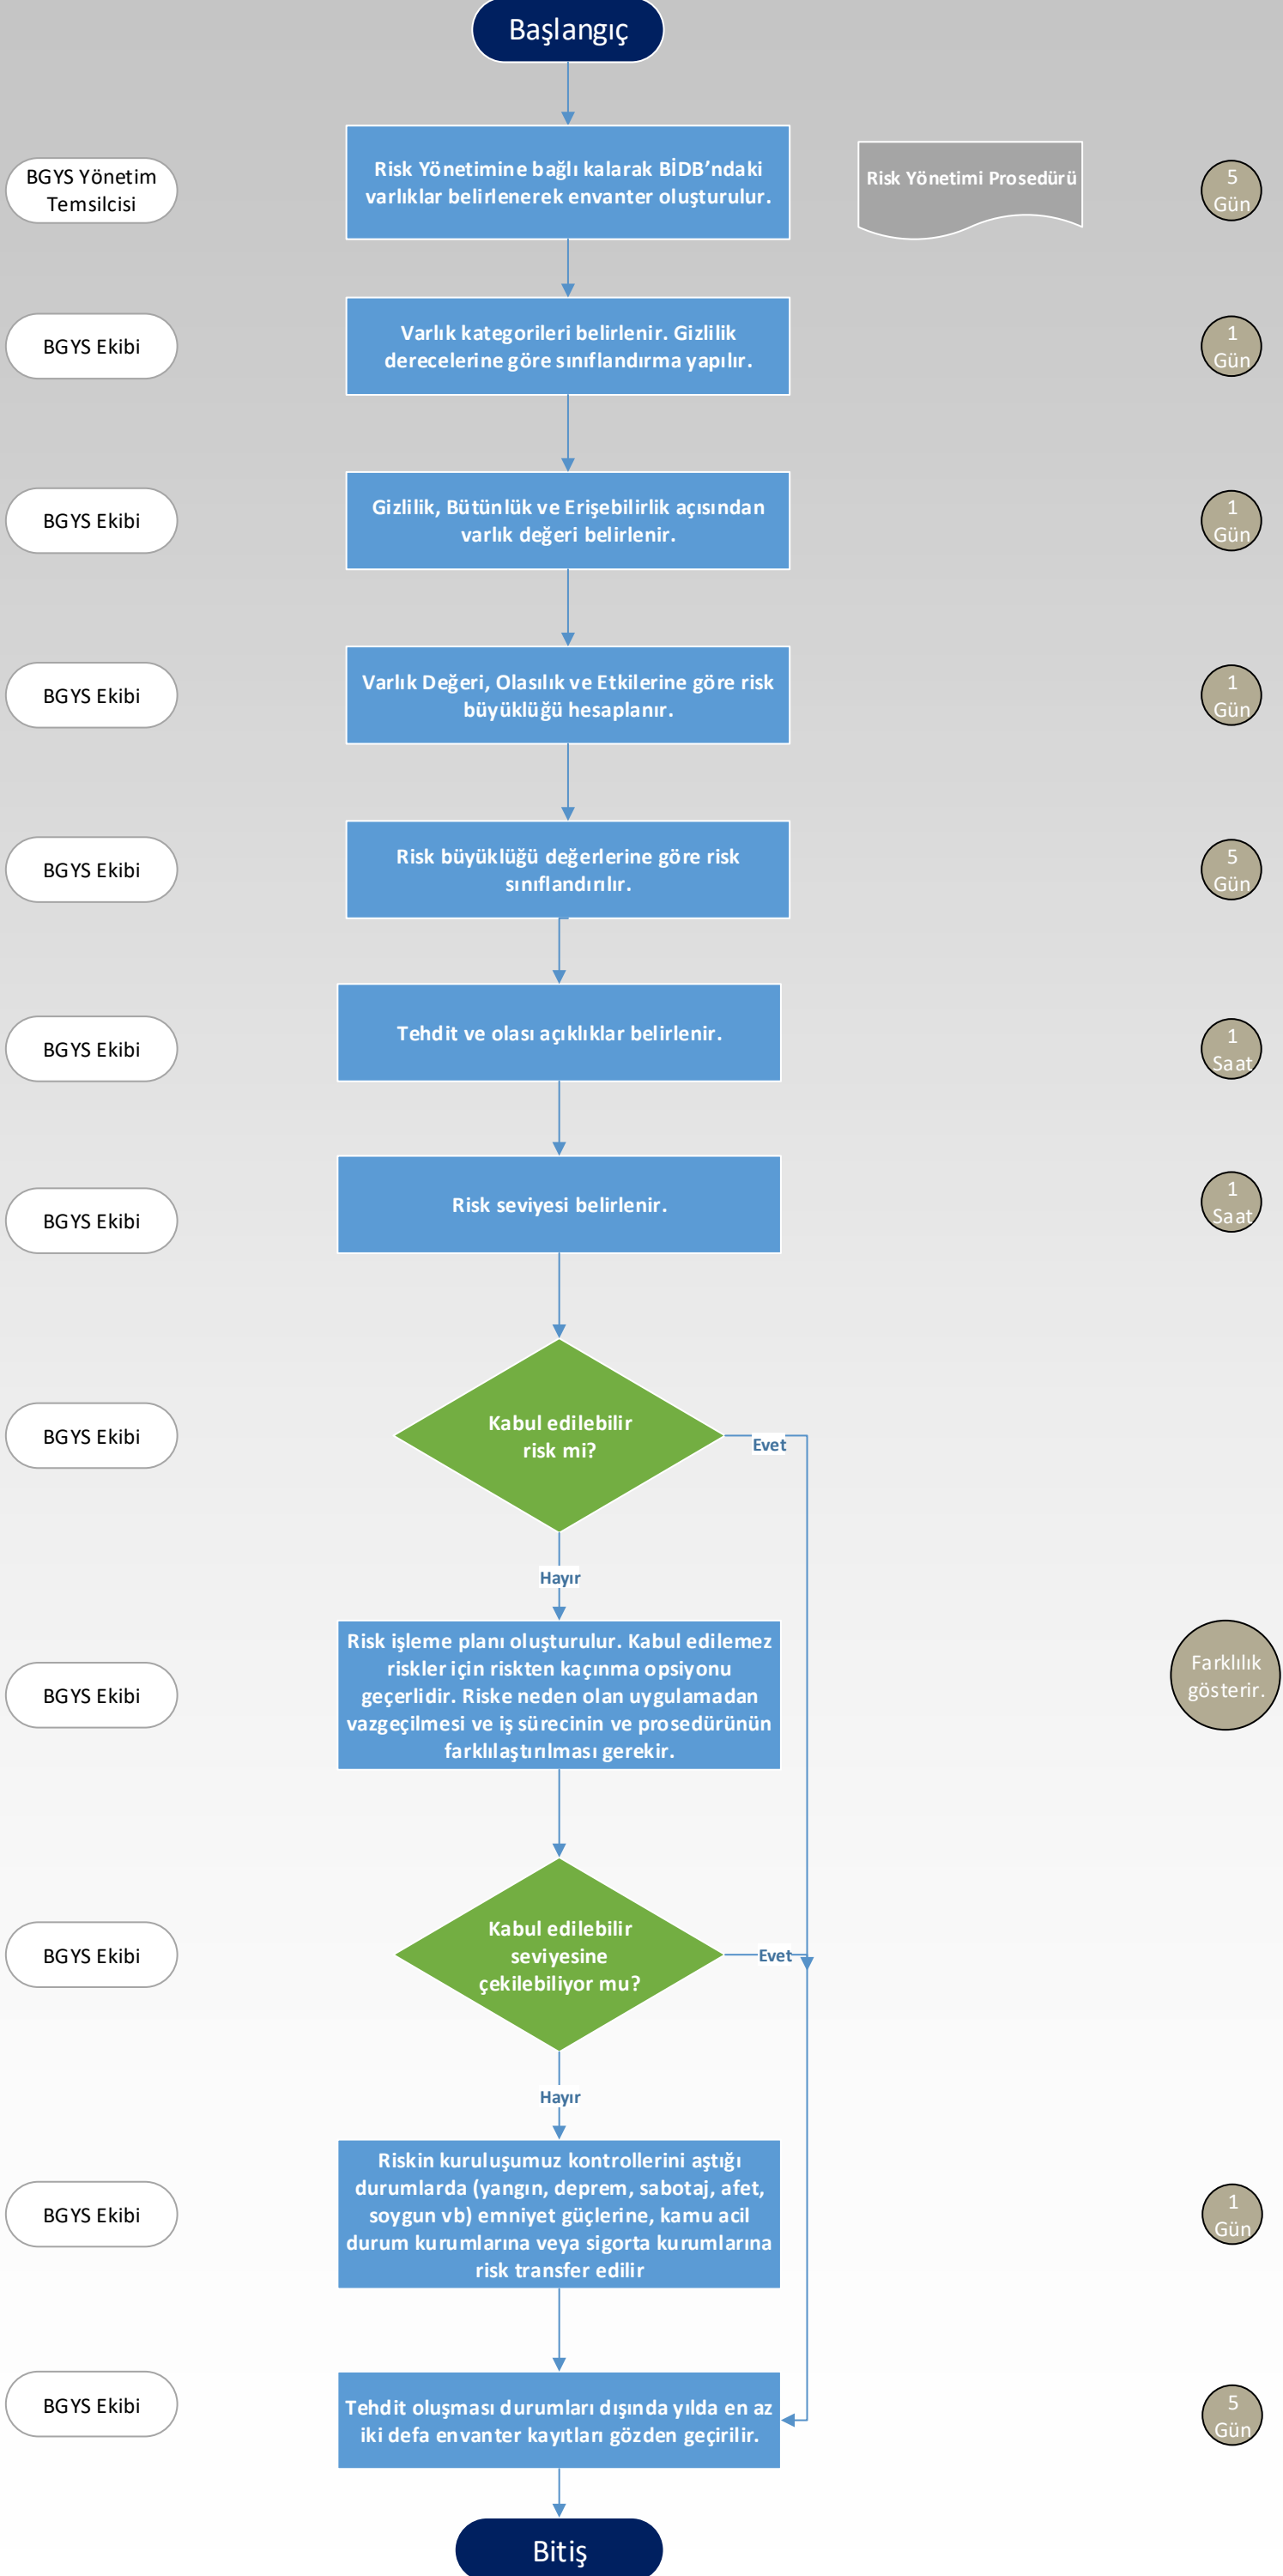 Başlangıç
BGYS Yönetim
Temsilcisi
Risk Yönetimine bağlı kalarak BİDB’ndaki
varlıklar belirlenerek envanter oluşturulur.
Risk Yönetimi Prosedürü
5
Gün
BGYS Ekibi
Varlık kategorileri belirlenir. Gizlilik
derecelerine göre sınıflandırma yapılır.
1
Gün
BGYS Ekibi
Gizlilik, Bütünlük ve Erişebilirlik açısından
varlık değeri belirlenir.
1
Gün
BGYS Ekibi
Varlık Değeri, Olasılık ve Etkilerine göre risk
büyüklüğü hesaplanır.
1
Gün
BGYS Ekibi
Risk büyüklüğü değerlerine göre risk
sınıflandırılır.
5
Gün
BGYS Ekibi
Tehdit ve olası açıklıklar belirlenir.
1
Saat
BGYS Ekibi
Risk seviyesi belirlenir.
1
Saat
BGYS Ekibi
Kabul edilebilir
risk mi?
Evet
Hayır
BGYS Ekibi
Risk işleme planı oluşturulur. Kabul edilemez
riskler için riskten kaçınma opsiyonu
geçerlidir. Riske neden olan uygulamadan
vazgeçilmesi ve iş sürecinin ve prosedürünün
farklılaştırılması gerekir.
Farklılık
gösterir.
BGYS Ekibi
Kabul edilebilir
seviyesine
çekilebiliyor mu?
Evet
Hayır
BGYS Ekibi
Riskin kuruluşumuz kontrollerini aştığı
durumlarda (yangın, deprem, sabotaj, afet,
soygun vb) emniyet güçlerine, kamu acil
durum kurumlarına veya sigorta kurumlarına
risk transfer edilir
1
Gün
BGYS Ekibi
Tehdit oluşması durumları dışında yılda en az
iki defa envanter kayıtları gözden geçirilir.
5
Gün
Bitiş